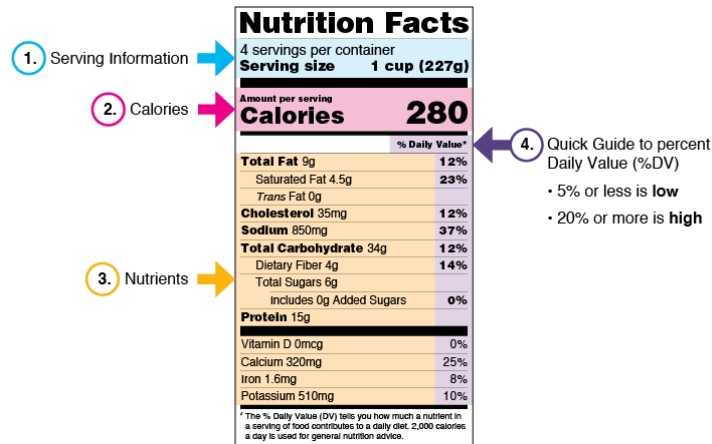 Nutrition Facts
4 servings per container
Serving size 1 cup (227g)
1. Serving Information
Amount per serving
Calories 280
2. Calories
% Daily Value*
4. Quick Guide to percent
Daily Value (%DV)
• 5% or less is low
• 20% or more is high
Total Fat 9g 12%
Saturated Fat 4.5g 23%
Trans Fat 0g
Cholesterol 35mg 12%
Sodium 850mg 37%
Total Carbohydrate 34g 12%
Dietary Fiber 4g 14%
Total Sugars 6g
Includes 0g Added Sugars 0%
Protein 15g
3. Nutrients
Vitamin D 0mcg 0%
Calcium 320mg 25%
Iron 1.6mg 8%
Potassium 510mg 10%
* The % Daily Value (DV) tells you how much a nutrient in
a serving of food contributes to a daily diet. 2,000 calories
a day is used for general nutrition advice.